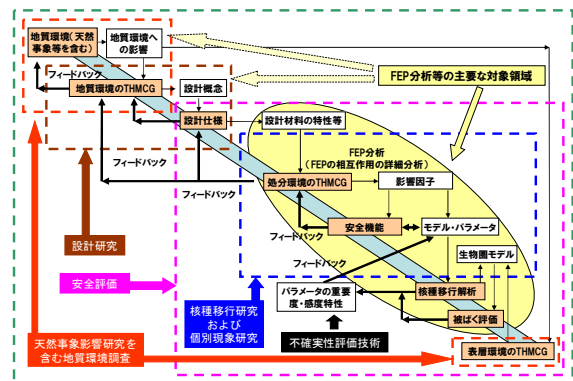 地質環境(天然
事象等を含む)
地質環境へ
の影響
フィードバック
地質環境のTHMCG
設計概念
FEP分析等の主要な対象領域
設計仕様
設計材料の特性等
FEP分析
(FEPの相互作用の詳細分析)
フィードバック
処分環境のTHMCG
影響因子
フィードバック
安全機能
モデル・パラメータ
フィードバック
設計研究
生物圏モデル
フィードバック
安全評価
パラメータの重要
度・感度特性
核種移行解析
核種移行研究
および
個別現象研究
被ばく評価
不確実性評価技術
天然事象影響研究を
含む地質環境調査
表層環境のTHMCG